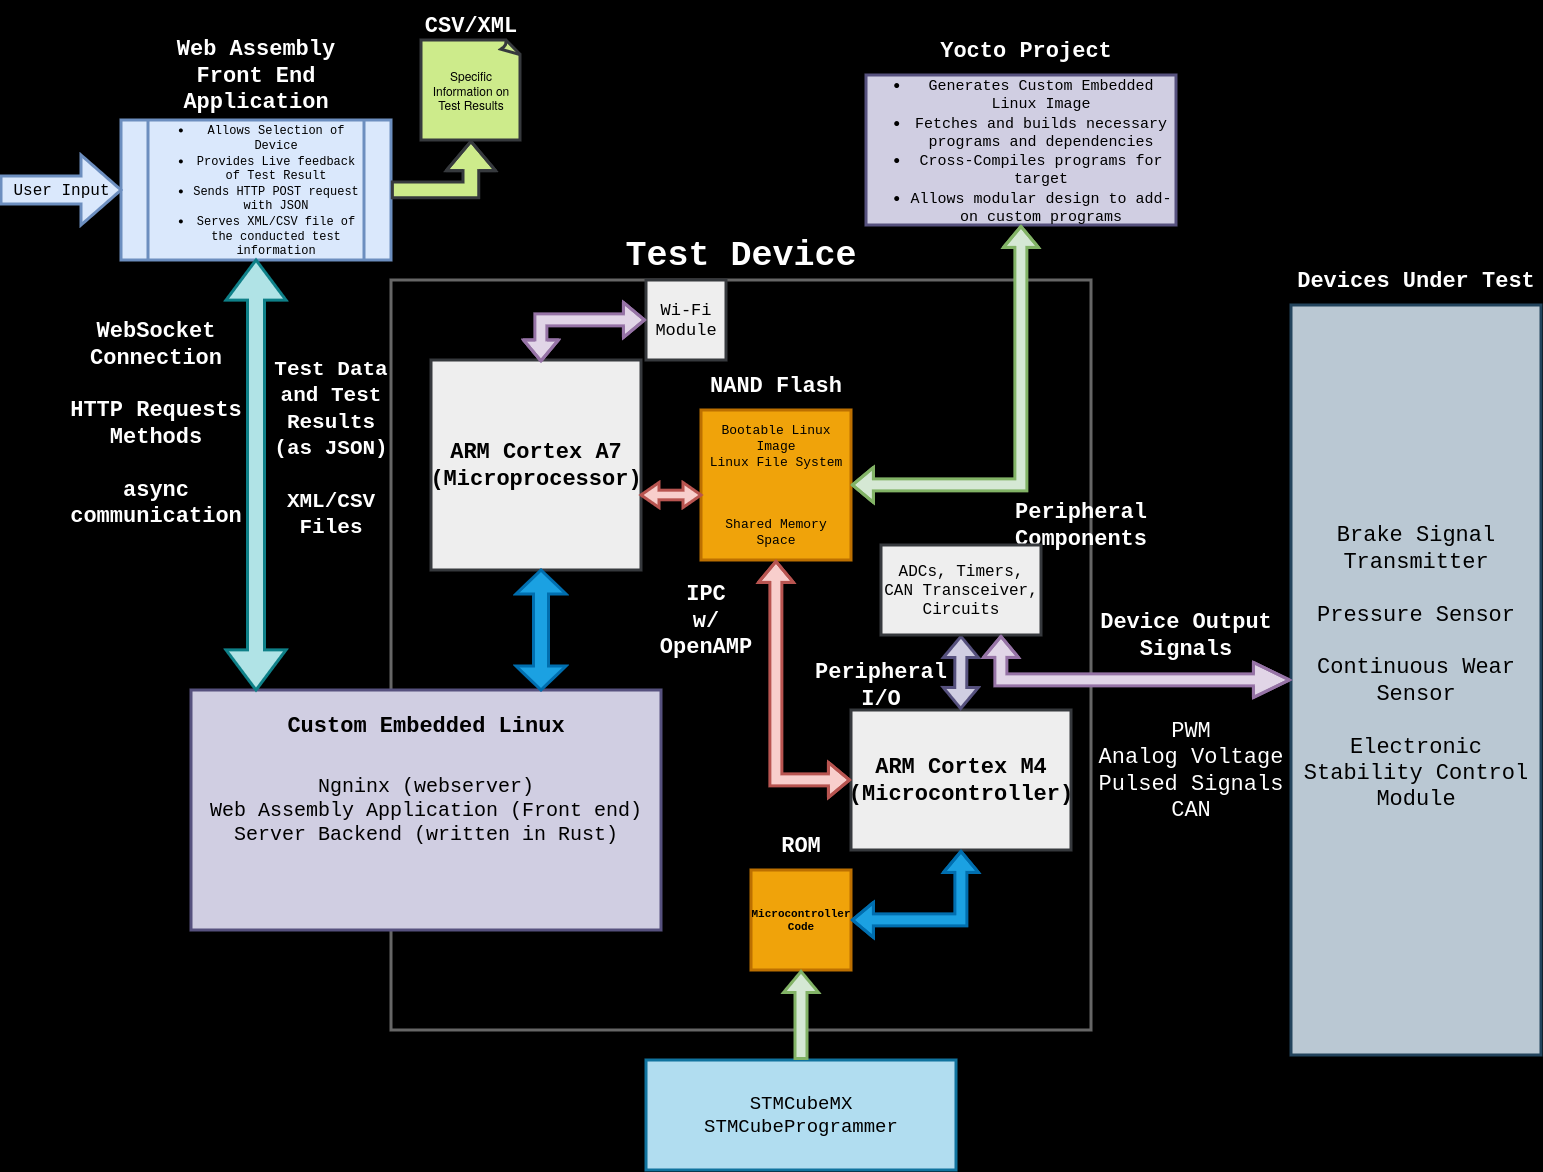 CSV/XML
Web Assembly
Front End
Application
Specific
Information on
Test Results
Yocto Project
• Generates Custom Embedded
Linux Image
• Fetches and builds necessary
programs and dependencies
• Cross-Compiles programs for
target
• Allows modular design to add-
on custom programs
User Input
• Allows Selection of
Device
• Provides Live feedback
of Test Result
• Sends HTTP POST request
with JSON
• Serves XML/CSV file of
the conducted test
information
Test Device
Devices Under Test
WebSocket
Connection
HTTP Requests
Methods
async
communication
Test Data
and Test
Results
(as JSON)
XML/CSV
Files
Wi-Fi
Module
ARM Cortex A7
(Microprocessor)
NAND Flash
Bootable Linux
Image
Linux File System
Shared Memory
Space
Peripheral
Components
ADCs, Timers,
CAN Transceiver,
Circuits
IPC
w/
OpenAMP
Peripheral
I/O
Device Output
Signals
PWM
Analog Voltage
Pulsed Signals
CAN
Brake Signal
Transmitter
Pressure Sensor
Continuous Wear
Sensor
Electronic
Stability Control
Module
Custom Embedded Linux
Ngninx (webserver)
Web Assembly Application (Front end)
Server Backend (written in Rust)
ARM Cortex M4
(Microcontroller)
ROM
Microcontroller
Code
STMCubeMX
STMCubeProgrammer